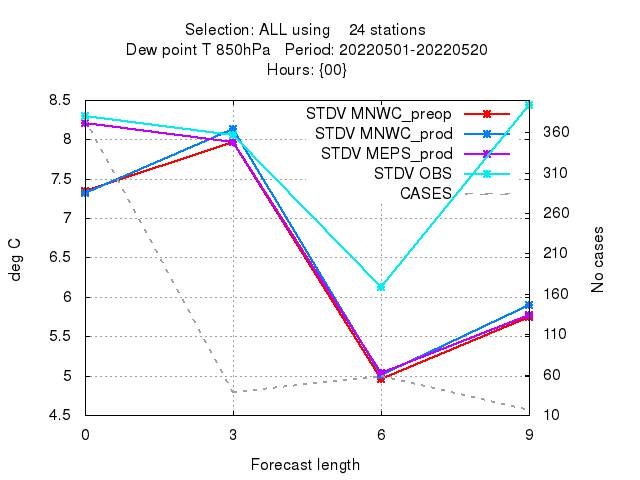 Selection: ALL using    24 stations
Dew point T 850hPa   Period: 20220501-20220520
Hours: {00}
STDV MNWC_preop
STDV MNWC_prod
STDV MEPS_prod
STDV OBS
CASES
deg C
8.5
8
7.5
7
6.5
6
5.5
5
4.5
No cases
360
310
260
210
160
110
60
10
0 3 6 9
Forecast length